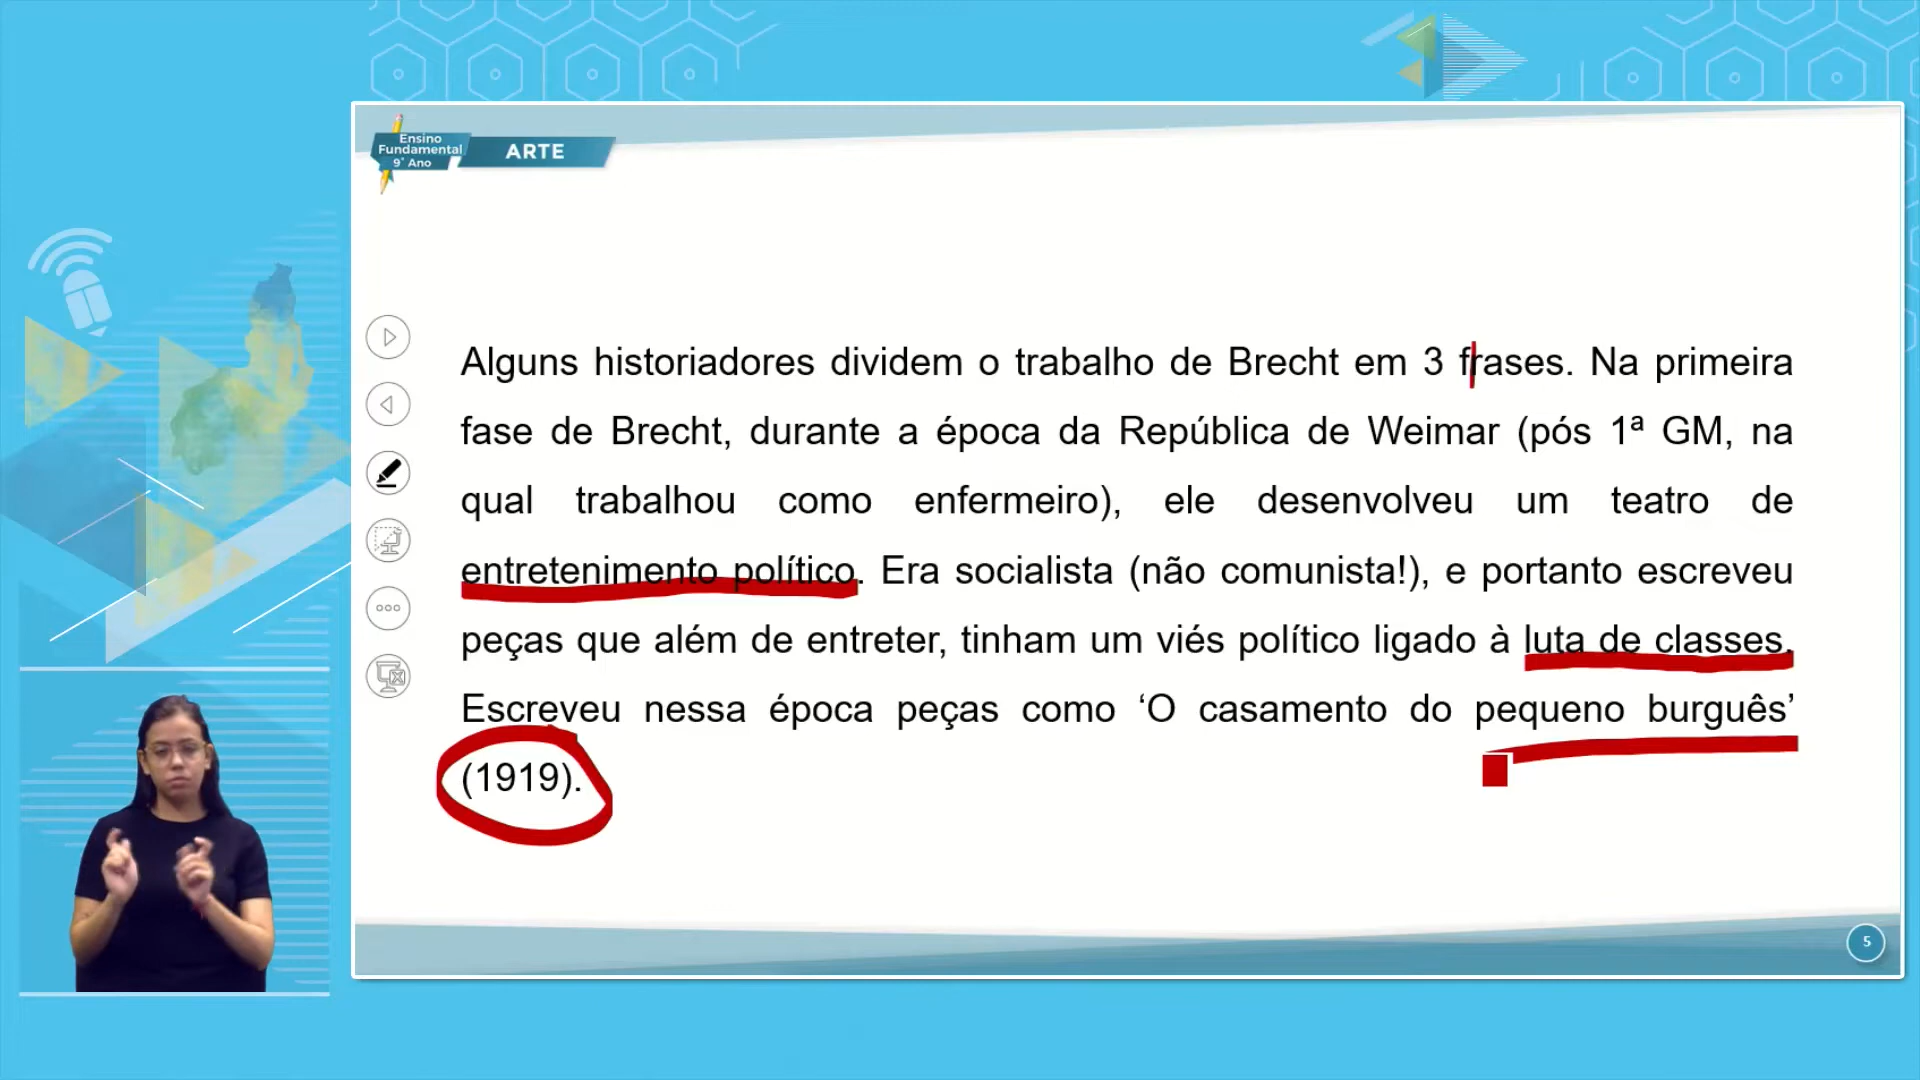 Ensino
Fundamental
9° Ano
ARTE
Alguns historiadores dividem o trabalho de Brecht em 3 frases. Na primeira
fase de Brecht, durante a época da República de Weimar (pós 1ª GM, na
qual trabalhou como enfermeiro), ele desenvolveu um teatro de
entretenimento político. Era socialista (não comunista!), e portanto escreveu
peças que além de entreter, tinham um viés político ligado à luta de classes.
Escreveu nessa época peças como ‘O casamento do pequeno burguês’
(1919).
5